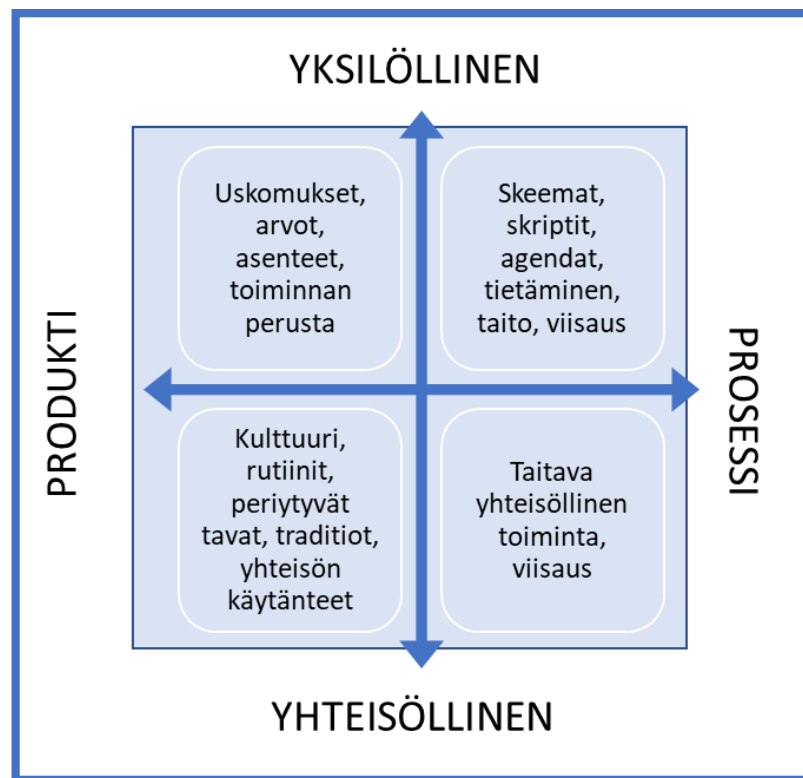 YKSILÖLLINEN
Uskomukset,
arvot,
asenteet,
toiminnan
perusta
Skeemat,
skriptit,
agendat,
tietäminen,
taito, viisaus
PRODUKTI
PROSESSI
Kulttuuri,
rutiinit,
periytyvät
tavat, traditiot,
yhteisön
käytänteet
Taitava
yhteisöllinen
toiminta,
viisaus
YHTEISÖLLINEN